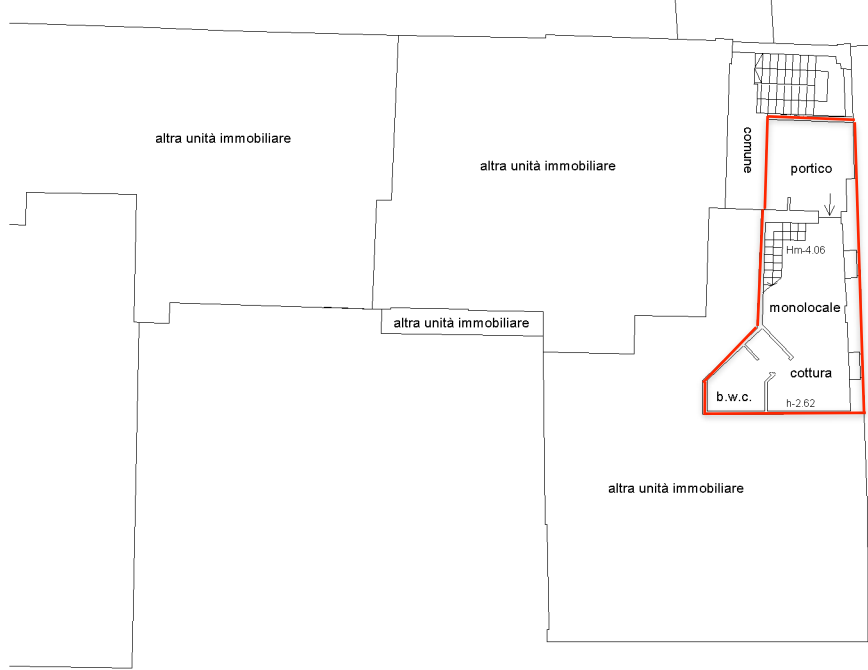 altra unità immobiliare
altra unità immobiliare
comune
portico
Hm-4.06
monolocale
altra unità immobiliare
cottura
b.w.c.
h-2.62
altra unità immobiliare